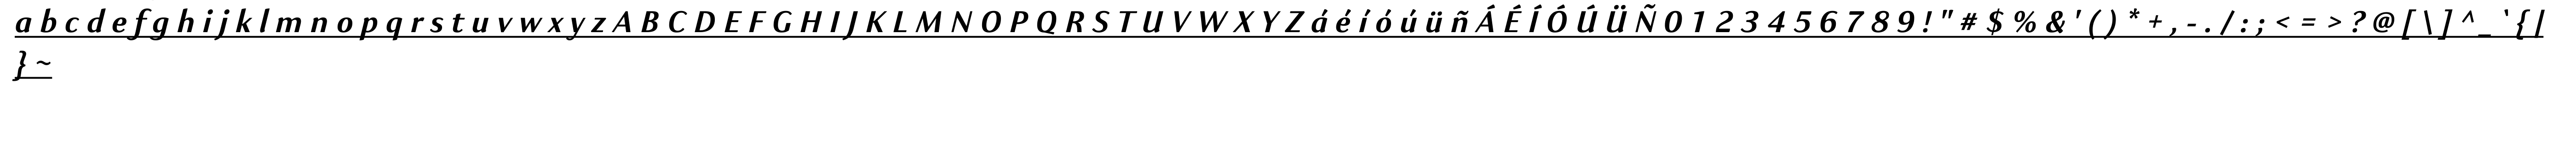 a b c d e f g h i j k l m n o p q r s t u v w x y z A B C D E F G H I J K L M N O P Q R S T U V W X Y Z á é í ó ú ü ñ Á É Í Ó Ú Ü Ñ 0 1 2 3 4 5 6 7 8 9 ! " # $ % & ' ( ) * + , - . / : ; < = > ? @ [ \ ] ^ _ ` { |
} ~